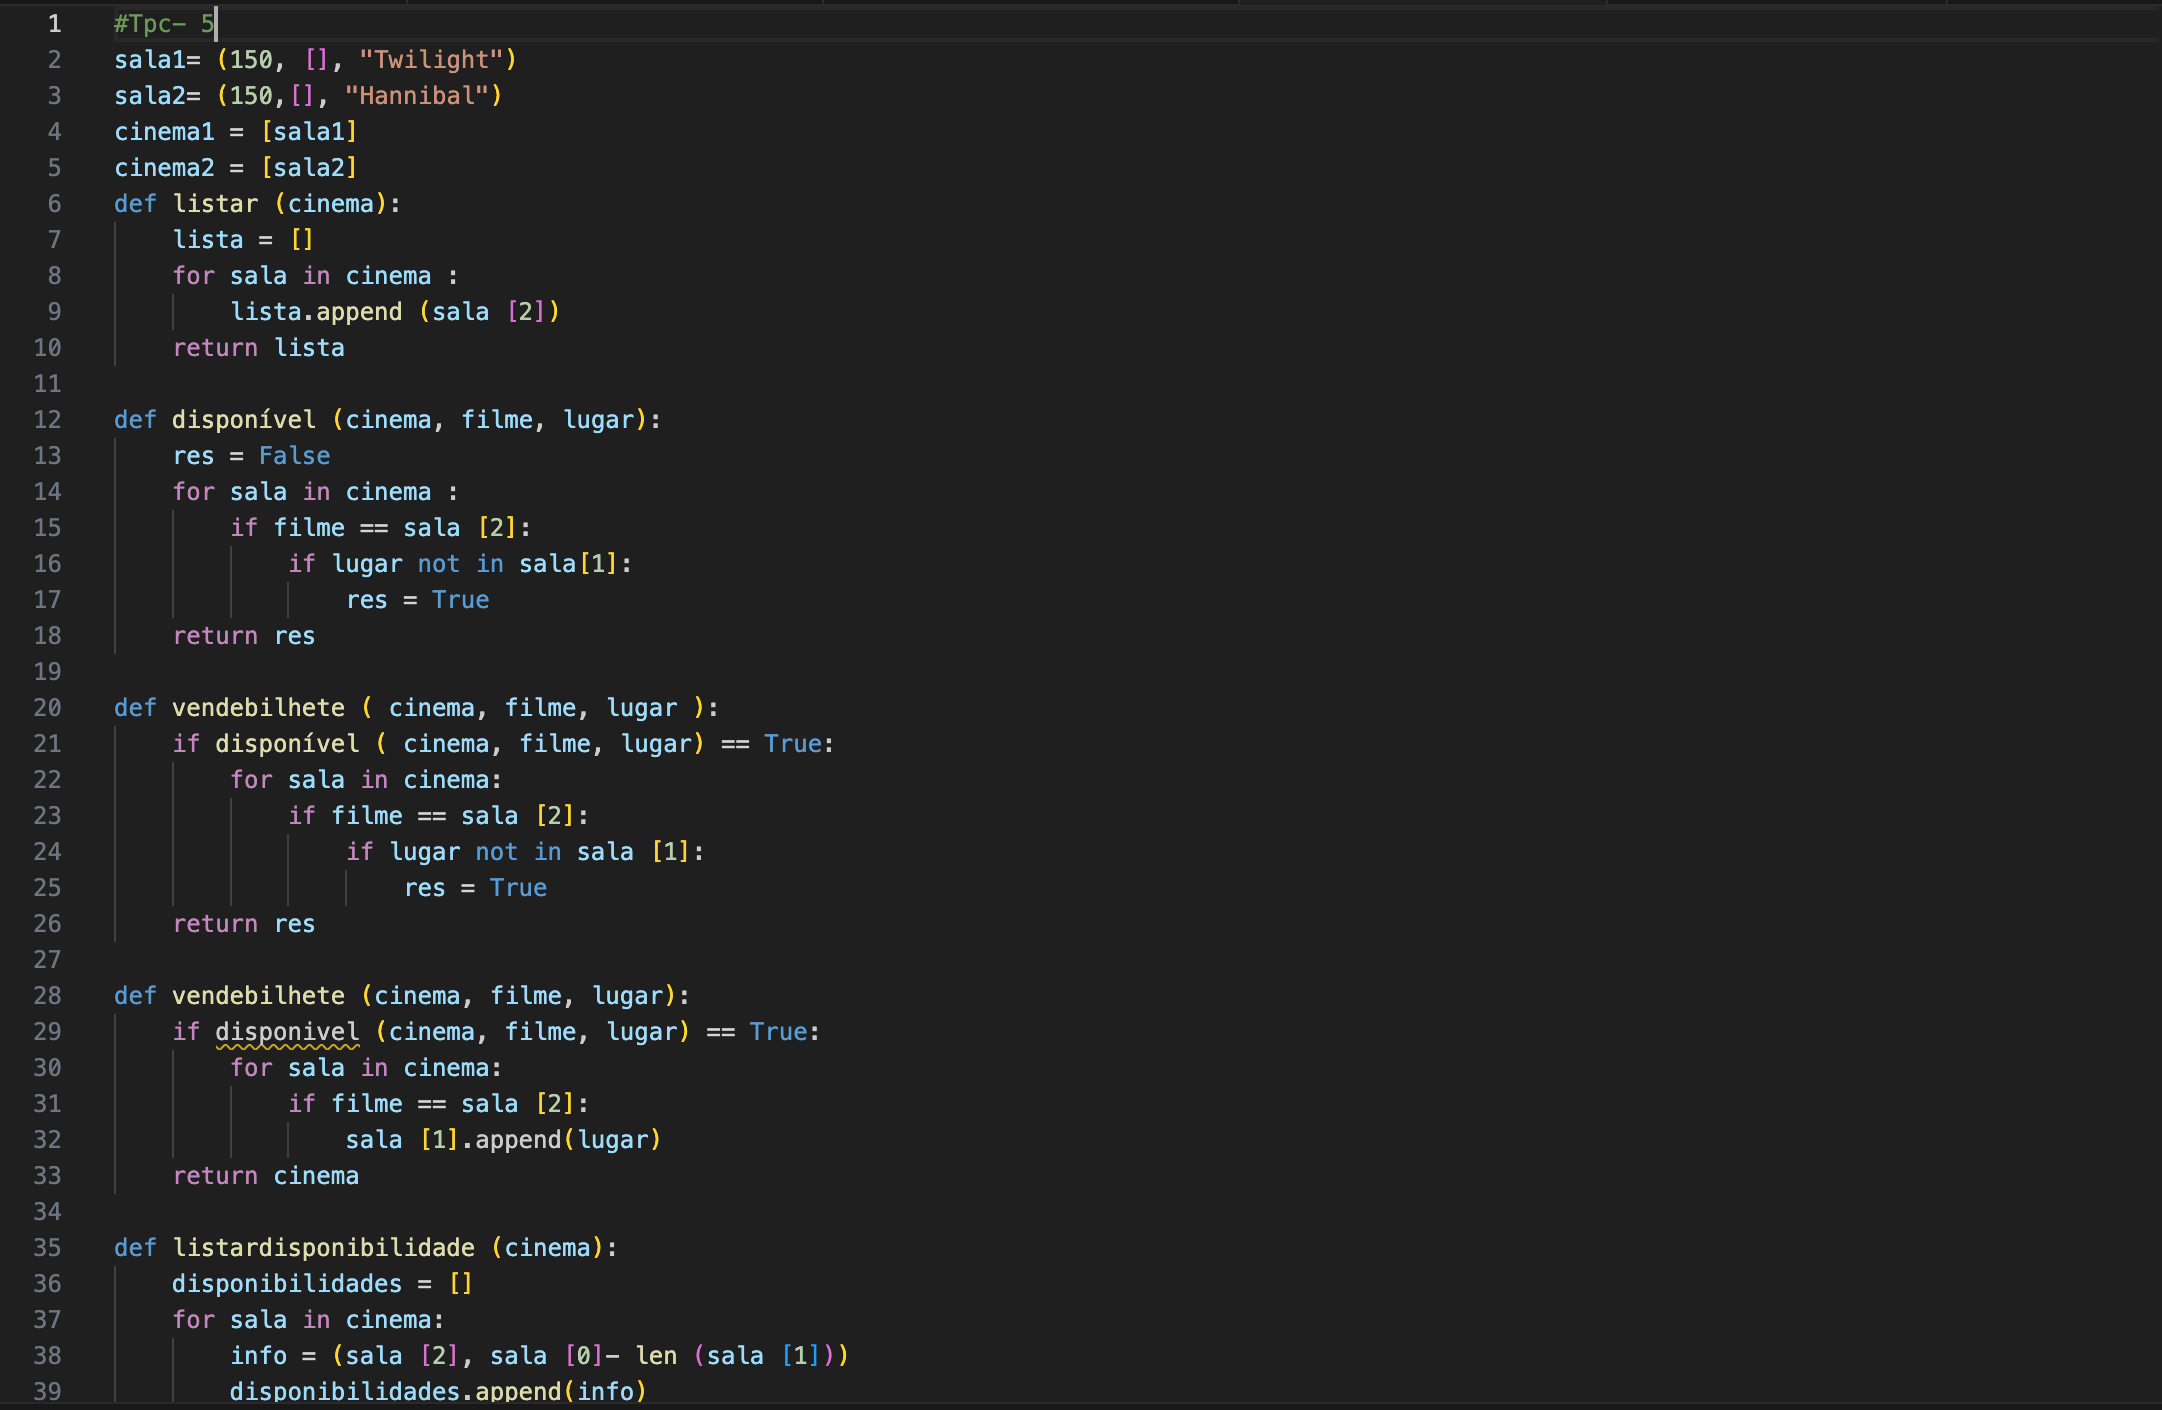 1 #Tpc- 5
2 sala1= (150, [], "Twilight")
3 sala2= (150,[], "Hannibal")
4 cinema1 = [sala1]
5 cinema2 = [sala2]
6 def listar (cinema):
7     lista = []
8     for sala in cinema :
9         lista.append (sala [2])
10     return lista
11
12 def disponível (cinema, filme, lugar):
13     res = False
14     for sala in cinema :
15         if filme == sala [2]:
16             if lugar not in sala[1]:
17                 res = True
18     return res
19
20 def vendebilhete ( cinema, filme, lugar ):
21     if disponível ( cinema, filme, lugar) == True:
22         for sala in cinema:
23             if filme == sala [2]:
24                 if lugar not in sala [1]:
25                     res = True
26     return res
27
28 def vendebilhete (cinema, filme, lugar):
29     if disponivel (cinema, filme, lugar) == True:
30         for sala in cinema:
31             if filme == sala [2]:
32                 sala [1].append(lugar)
33     return cinema
34
35 def listardisponibilidade (cinema):
36     disponibilidades = []
37     for sala in cinema:
38         info = (sala [2], sala [0]- len (sala [1]))
39         disponibilidades.append(info)